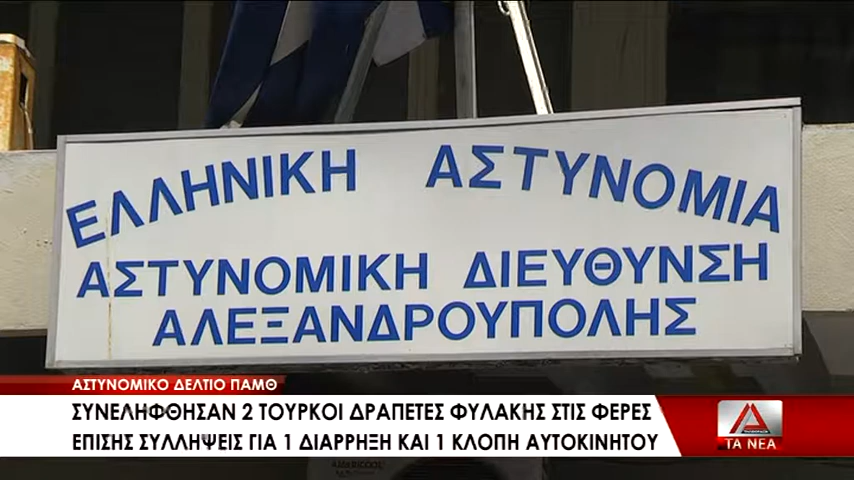 ΕΛΛΗΝΙΚΗ ΑΣΤΥΝΟΜΙΑ
ΑΣΤΥΝΟΜΙΚΗ ΔΙΕΥΘΥΝΣΗ
ΑΛΕΞΑΝΔΡΟΥΠΟΛΗΣ
ΑΣΤΥΝΟΜΙΚΟ ΔΕΛΤΙΟ ΠΑΜΘ
ΣΥΝΕΛΗΦΘΗΣΑΝ 2 ΤΟΥΡΚΟΙ ΔΡΑΠΕΤΕΣ ΦΥΛΑΚΗΣ ΣΤΙΣ ΦΕΡΕΣ
ΕΠΙΣΗΣ ΣΥΛΛΗΨΕΙΣ ΓΙΑ 1 ΔΙΑΡΡΗΞΗ ΚΑΙ 1 ΚΛΟΠΗ ΑΥΤΟΚΙΝΗΤΟΥ
ΤΑ ΝΕΑ